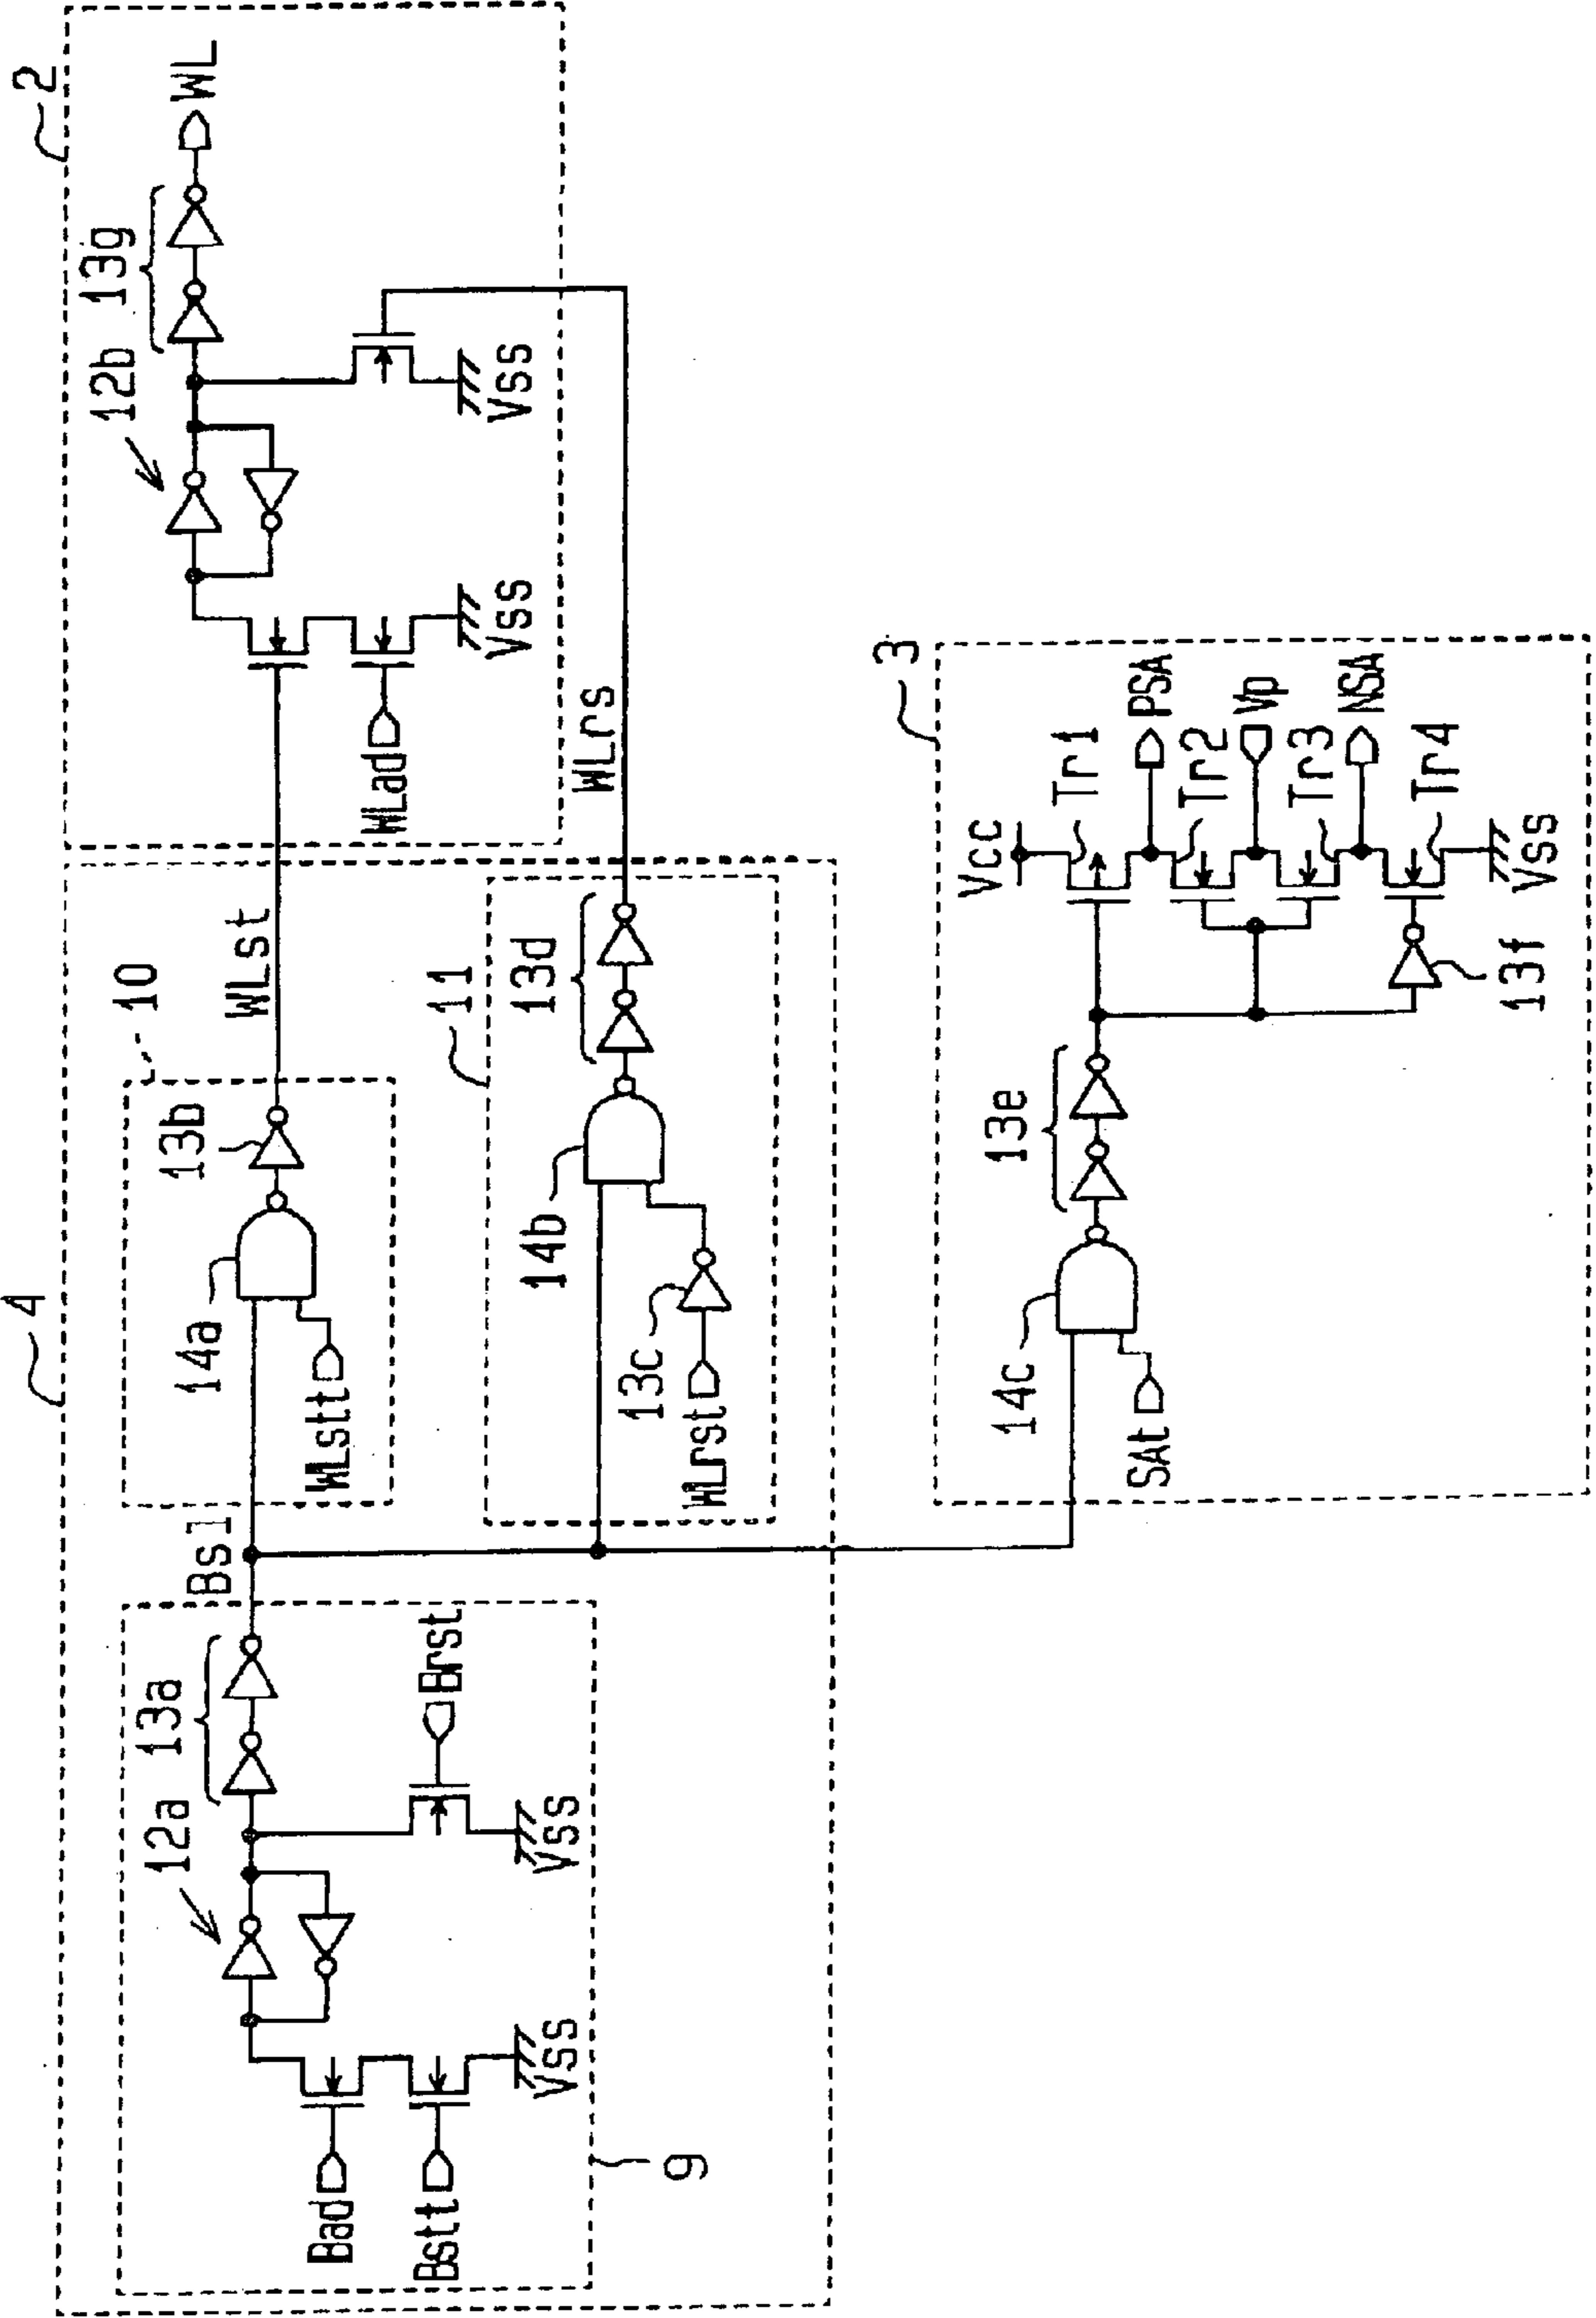 4
2
9
Bad
Bstt
Vss
12a
Vss
13a
Brst
Bsl
10
14a
WLstt
13b
WLst
11
14b
13c
WLrst
13d
WLrs
WLad
Vss
12b
Vss
13g
WL
3
14c
SAt
13e
Vcc
Tr1
PSA
Tr2
Vp
Tr3
NSA
Tr4
13f
Vss